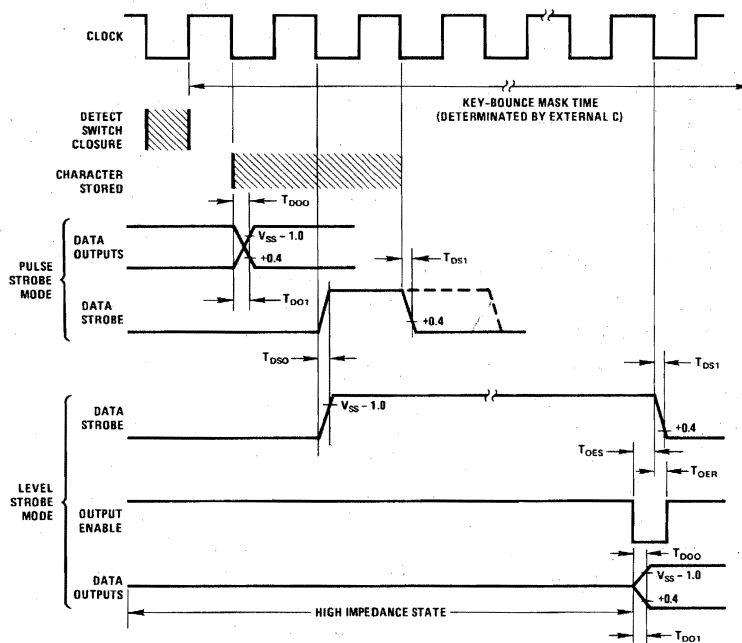 CLOCK
KEY-BOUNCE MASK TIME
(DETERMINATED BY EXTERNAL C)
DETECT
SWITCH
CLOSURE
CHARACTER
STORED
TDOO
PULSE
STROBE
MODE
DATA
OUTPUTS
VSS – 1.0
+0.4
TDO1
TDS1
DATA
STROBE
+0.4
TDSO
TDS1
DATA
STROBE
VSS – 1.0
+0.4
TOES
TOER
LEVEL
STROBE
MODE
OUTPUT
ENABLE
TDOO
DATA
OUTPUTS
VSS – 1.0
+0.4
HIGH IMPEDANCE STATE
TDO1